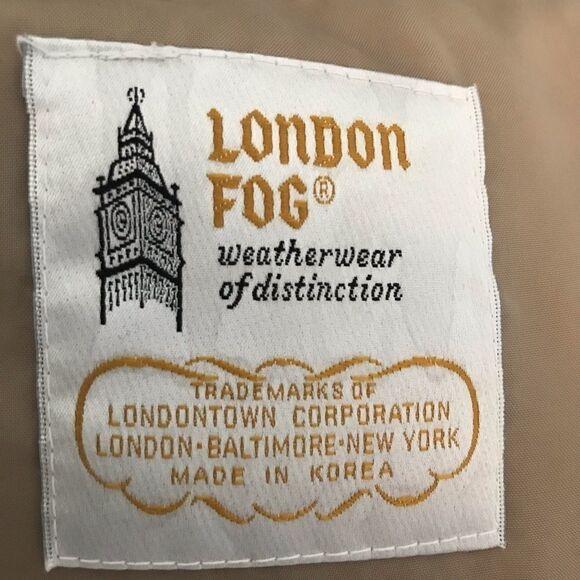 LONDON
FOG®
weatherwear
of distinction
TRADEMARKS OF
LONDONTOWN CORPORATION
LONDON-BALTIMORE-NEW YORK
MADE IN KOREA